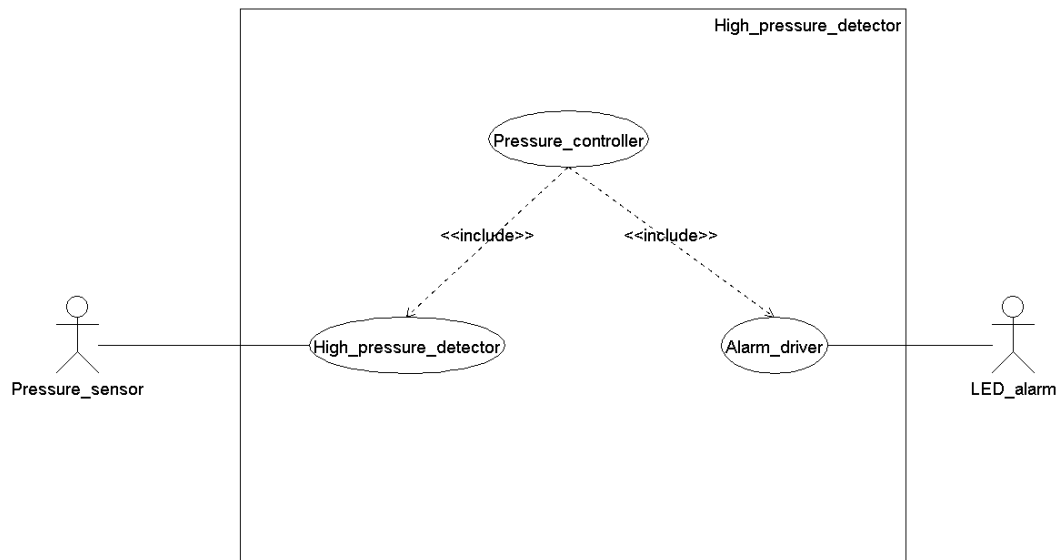 High_pressure_detector
Pressure_controller
<<include>>
<<include>>
High_pressure_detector
Alarm_driver
Pressure_sensor
LED_alarm